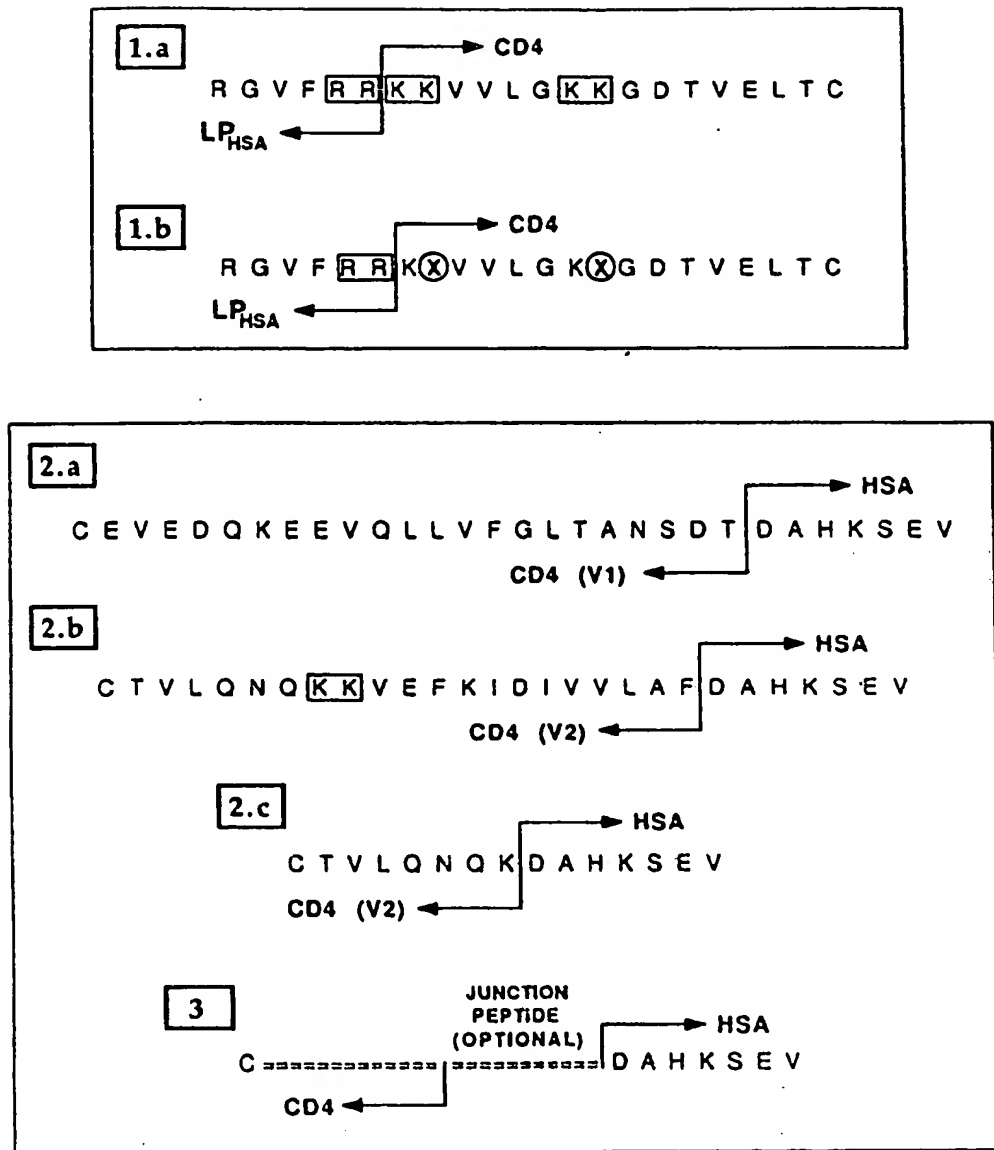 1.a
CD4
R G V F R R K K V V L G K K G D T V E L T C
LP HSA
1.b
CD4
R G V F R R K X V V L G K X G D T V E L T C
LP HSA
2.a
HSA
C E V E D Q K E E V Q L L V F G L T A N S D T D A H K S E V
CD4 (V1)
2.b
HSA
C T V L Q N Q K K V E F K I D I V V L A F D A H K S E V
CD4 (V2)
2.c
HSA
C T V L Q N Q K D A H K S E V
CD4 (V2)
3
JUNCTION
PEPTIDE
(OPTIONAL)
HSA
C D A H K S E V
CD4